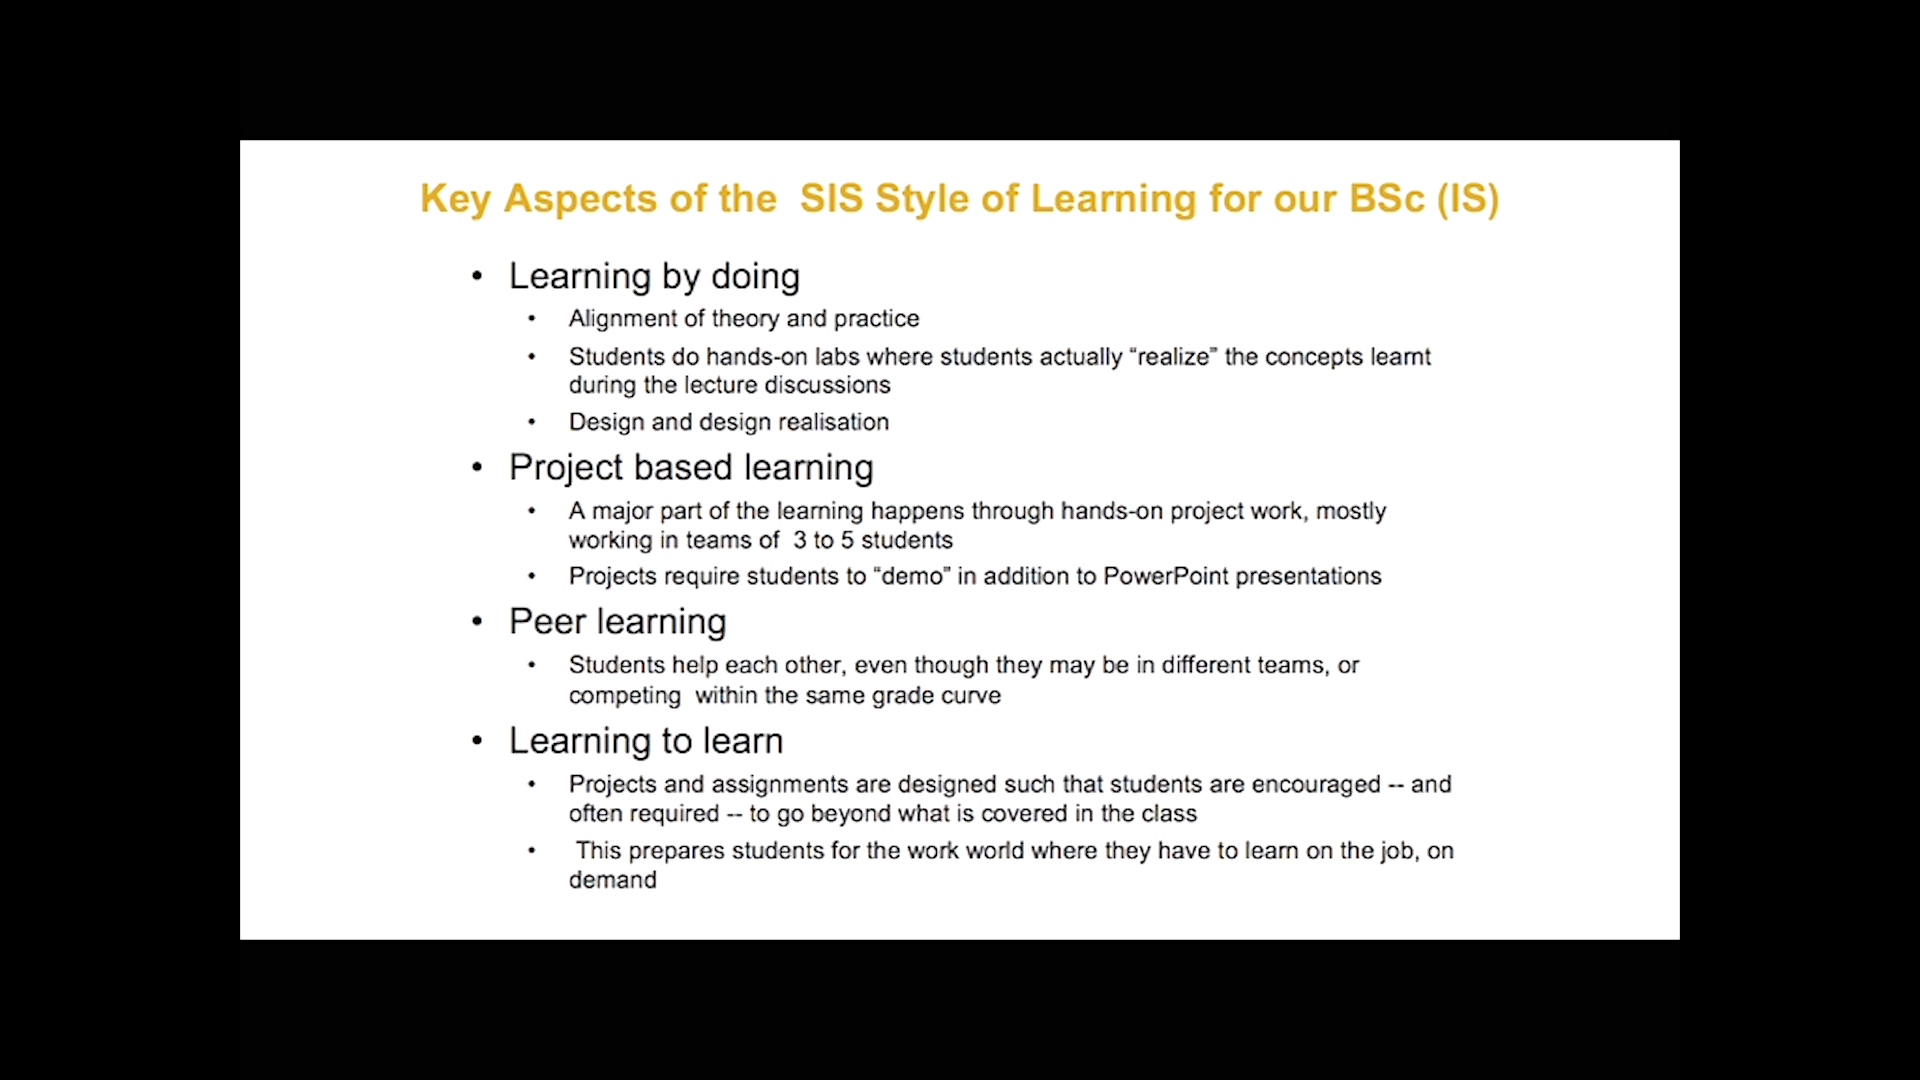 Key Aspects of the  SIS Style of Learning for our BSc (IS)
• Learning by doing
• Alignment of theory and practice
• Students do hands-on labs where students actually “realize” the concepts learnt
during the lecture discussions
• Design and design realisation
• Project based learning
• A major part of the learning happens through hands-on project work, mostly
working in teams of  3 to 5 students
• Projects require students to “demo” in addition to PowerPoint presentations
• Peer learning
• Students help each other, even though they may be in different teams, or
competing  within the same grade curve
• Learning to learn
• Projects and assignments are designed such that students are encouraged -- and
often required -- to go beyond what is covered in the class
• This prepares students for the work world where they have to learn on the job, on
demand